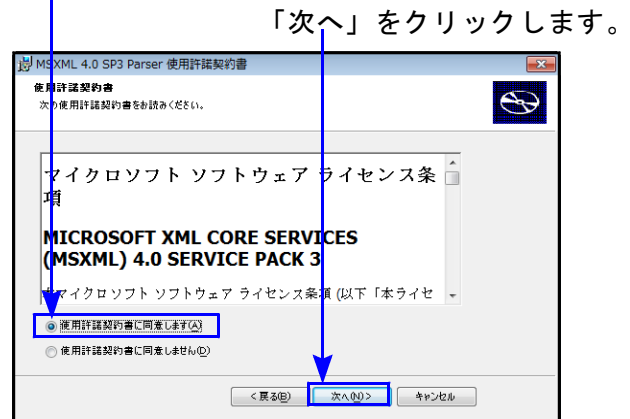 「次へ」をクリックします。
MSXML 4.0 SP3 Parser 使用許諾契約書
使用許諾契約書
次の使用許諾契約書をお読みください。
マイクロソフト ソフトウェア ライセンス条
項
MICROSOFT XML CORE SERVICES
(MSXML) 4.0 SERVICE PACK 3
本マイクロソフト ソフトウェア ライセンス条項 (以下「本ライセ
使用許諾契約書に同意します(A)
使用許諾契約書に同意しません(D)
< 戻る(B)
次へ(N) >
キャンセル